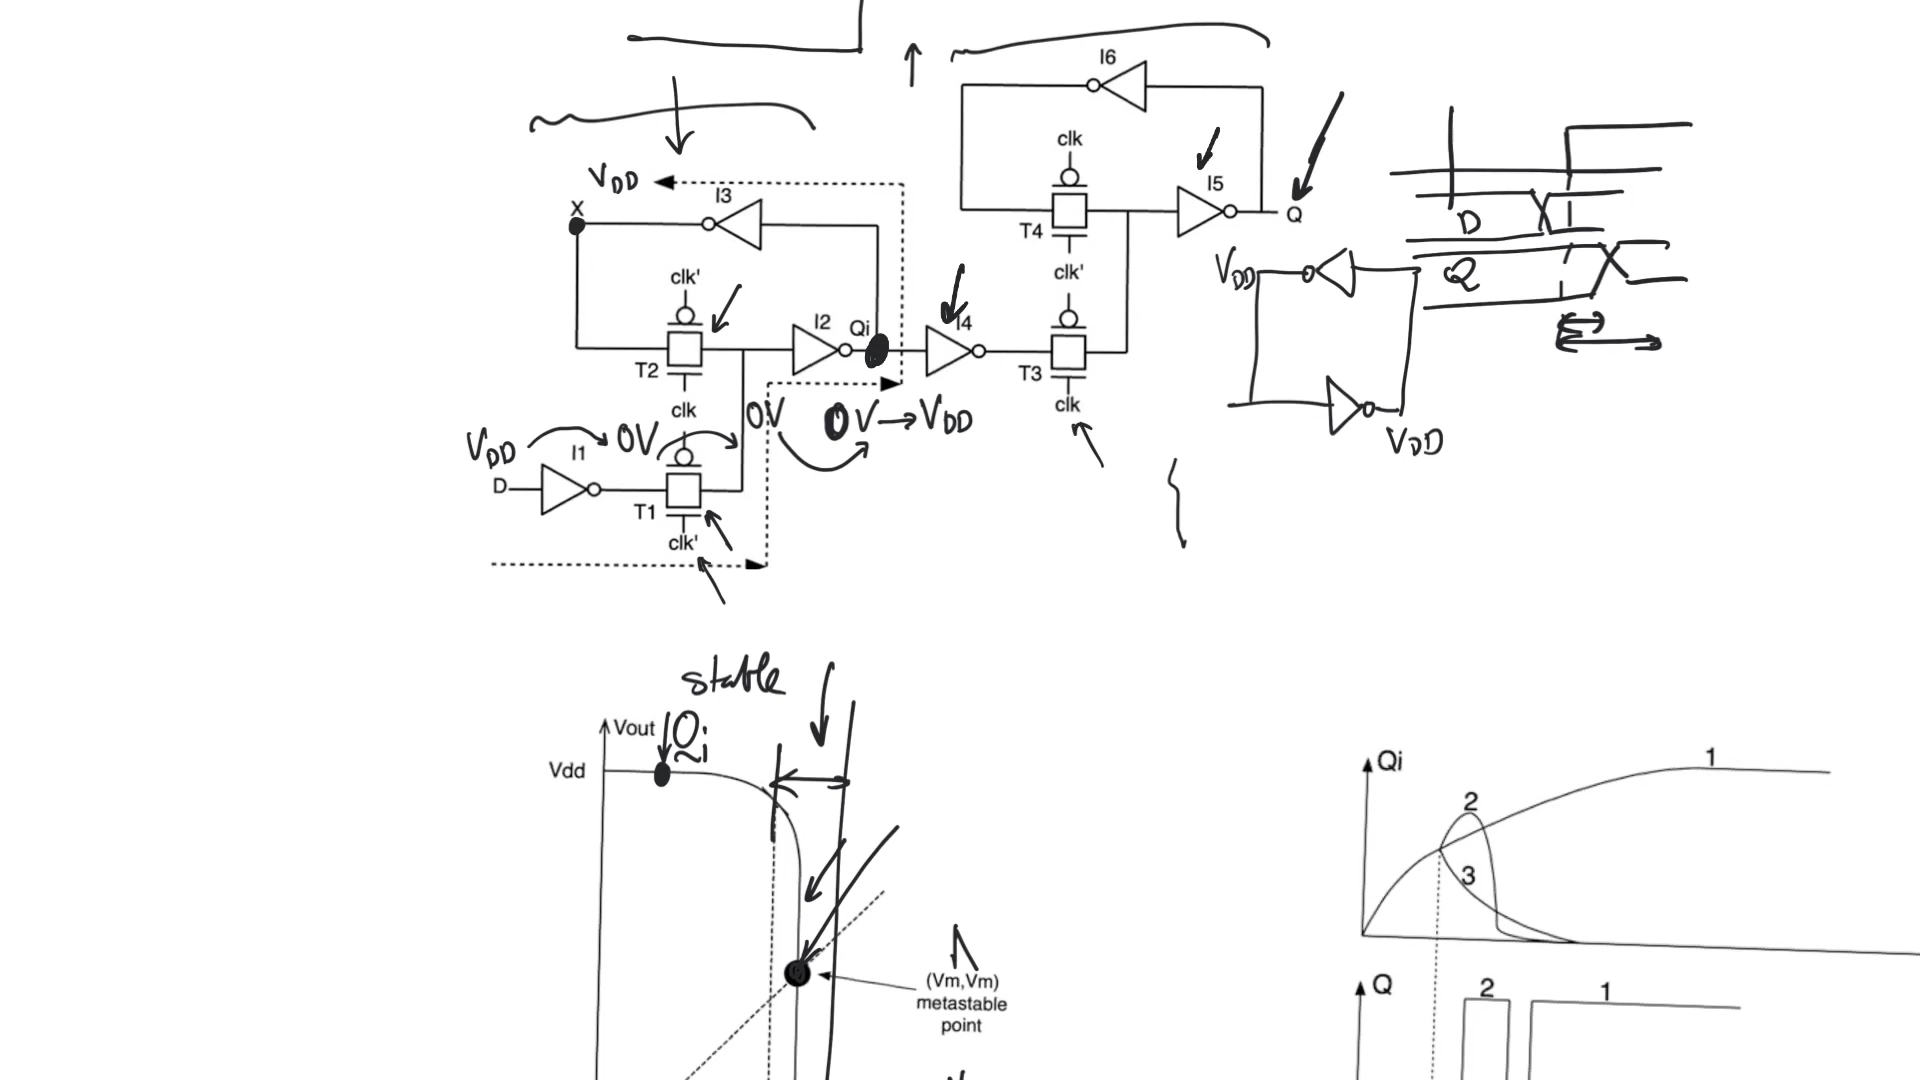 I6
clk
VDD
I3
I5
X
T4
Q
D
clk'
clk'
VDD
Q
I2
Qi
I4
T2
T3
clk
clk
0V
0V → VDD
VDD
0V
VDD
I1
D
T1
clk'
stable
Vout
Qi
Vdd
Qi
1
2
3
(Vm,Vm)
metastable
point
Q
2
1